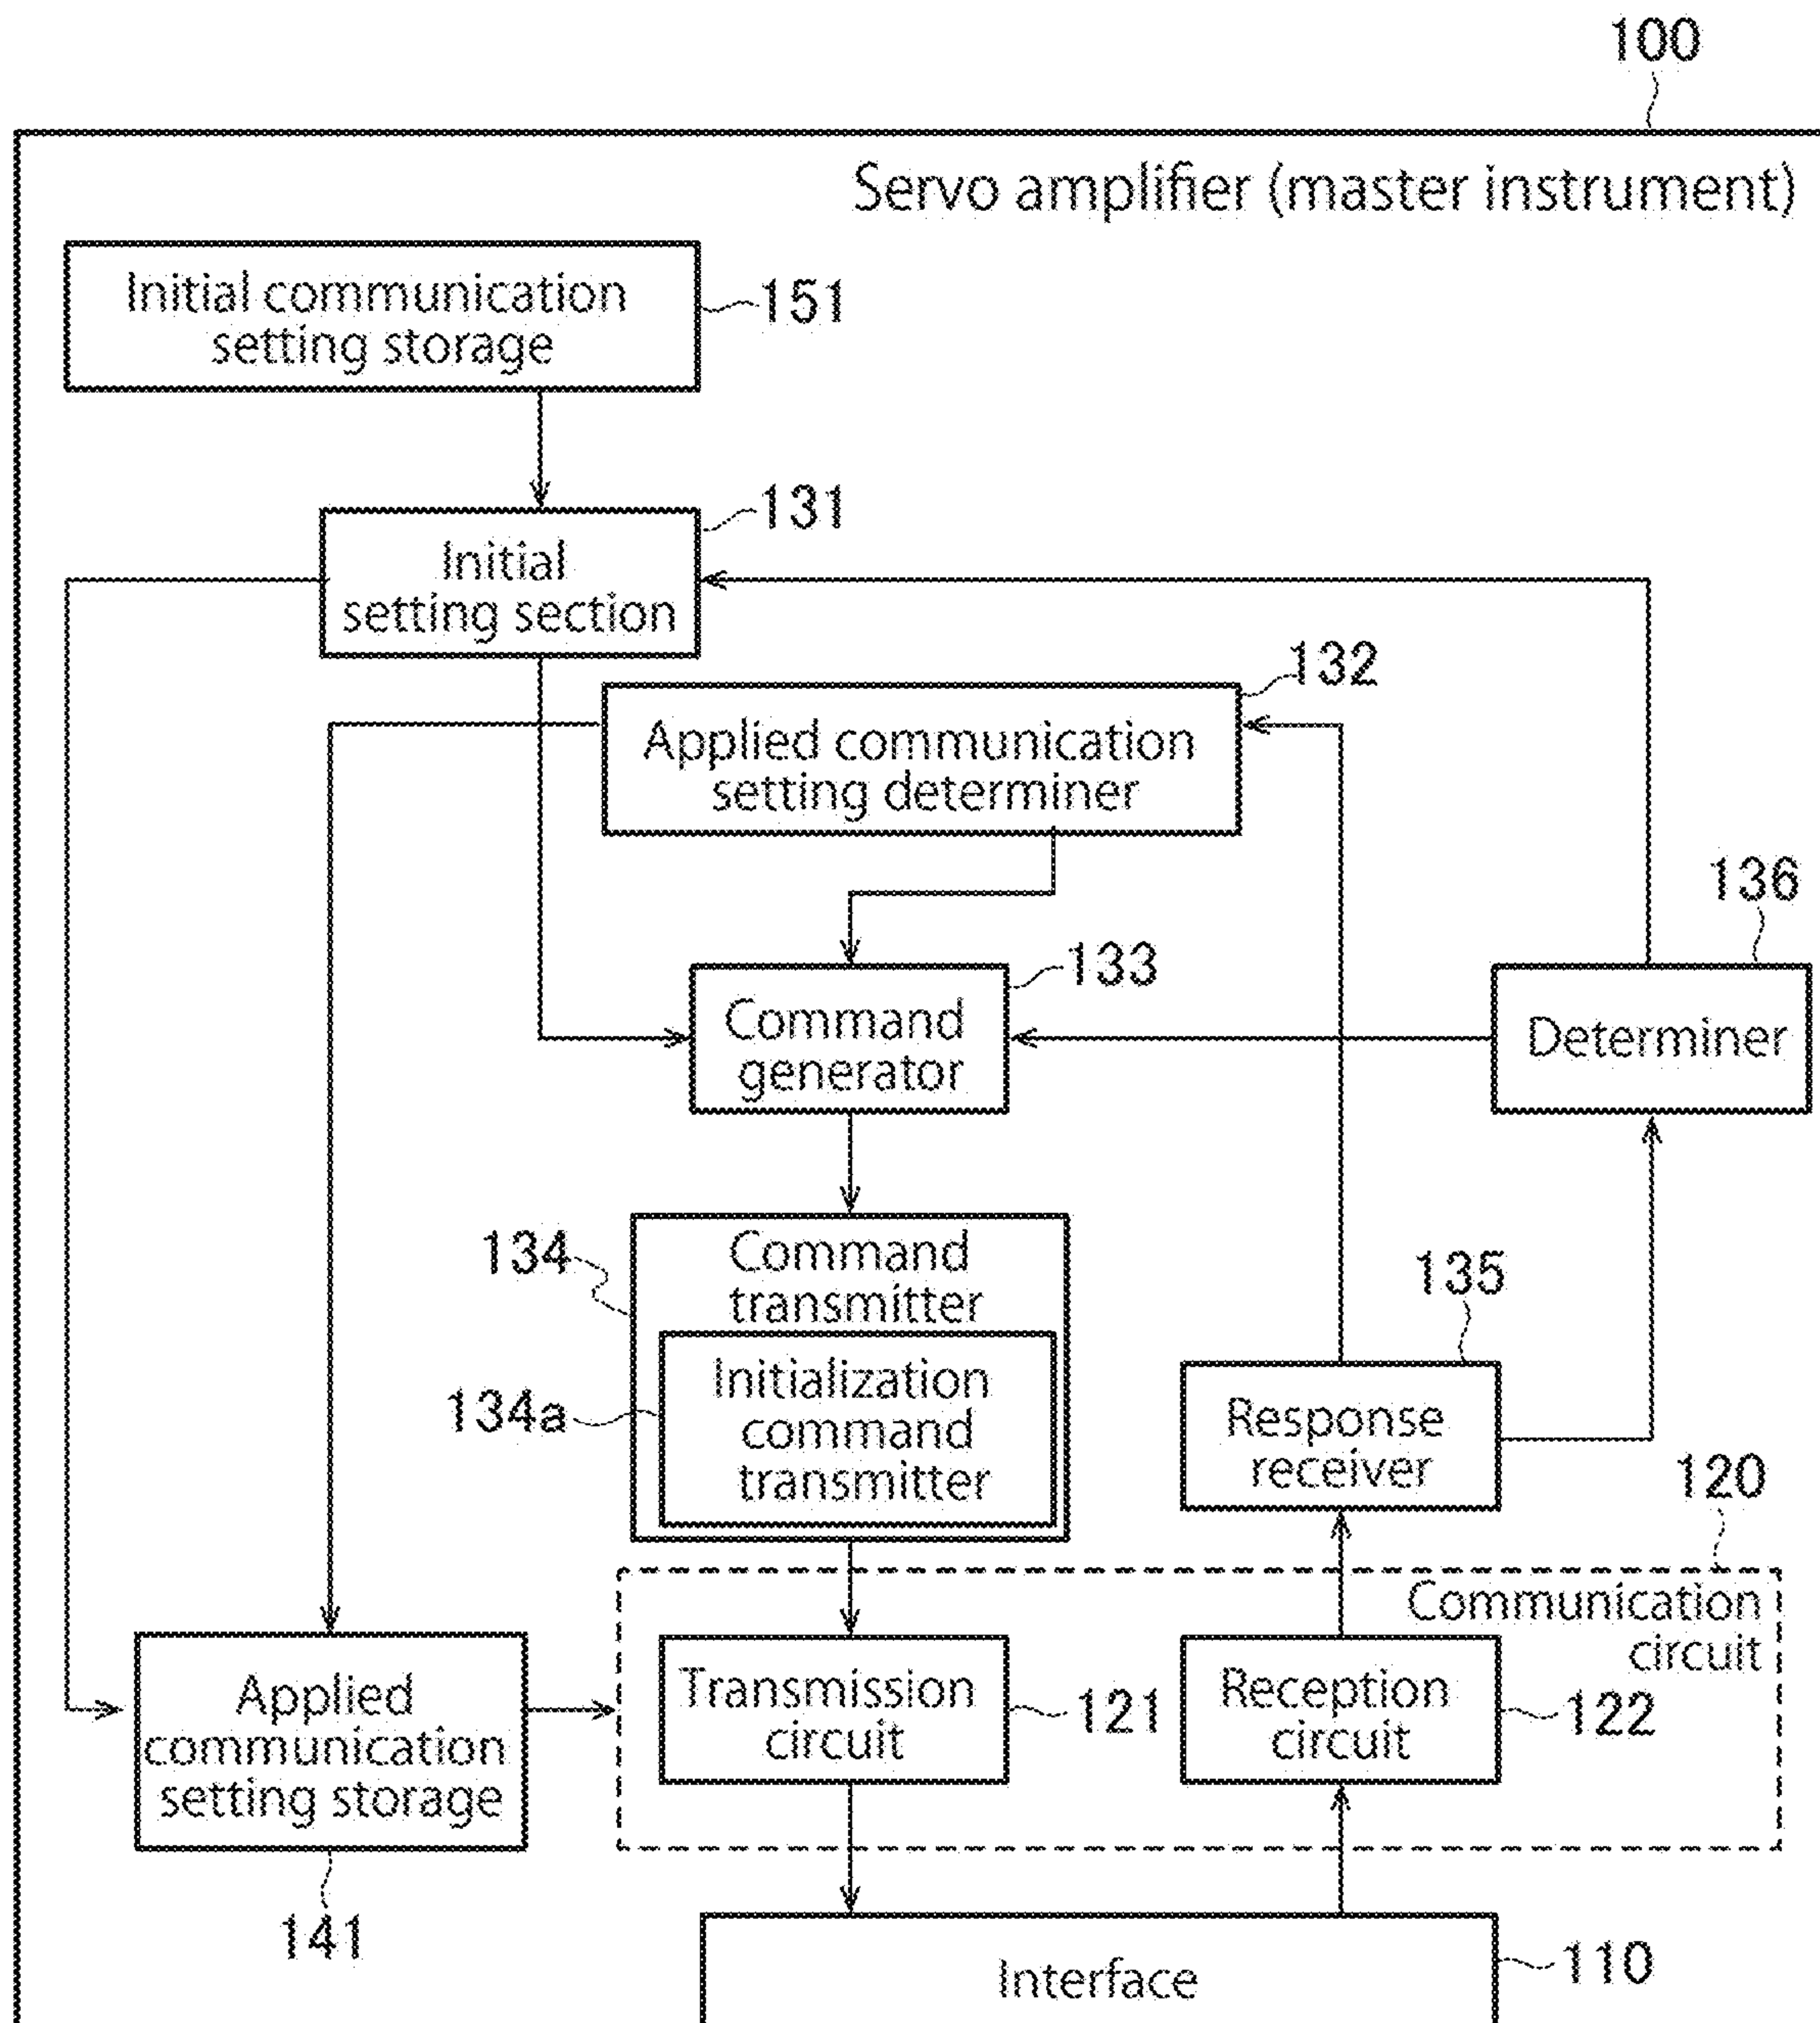 100
Servo amplifier (master instrument)
Initial communication
setting storage
151
131
Initial
setting section
132
Applied communication
setting determiner
136
133
Command
generator
Determiner
134
Command
transmitter
135
134a
Initialization
command
transmitter
Response
receiver
120
Communication
circuit
Applied
communication
setting storage
Transmission
circuit
121
Reception
circuit
122
141
Interface
110